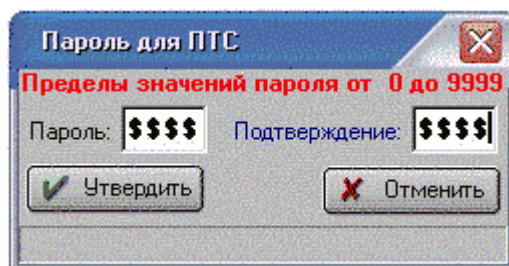 Пароль для ПТС
Пределы значений пароля от 0 до 9999
Пароль: $$$$ Подтверждение: $$$$
Утвердить Отменить